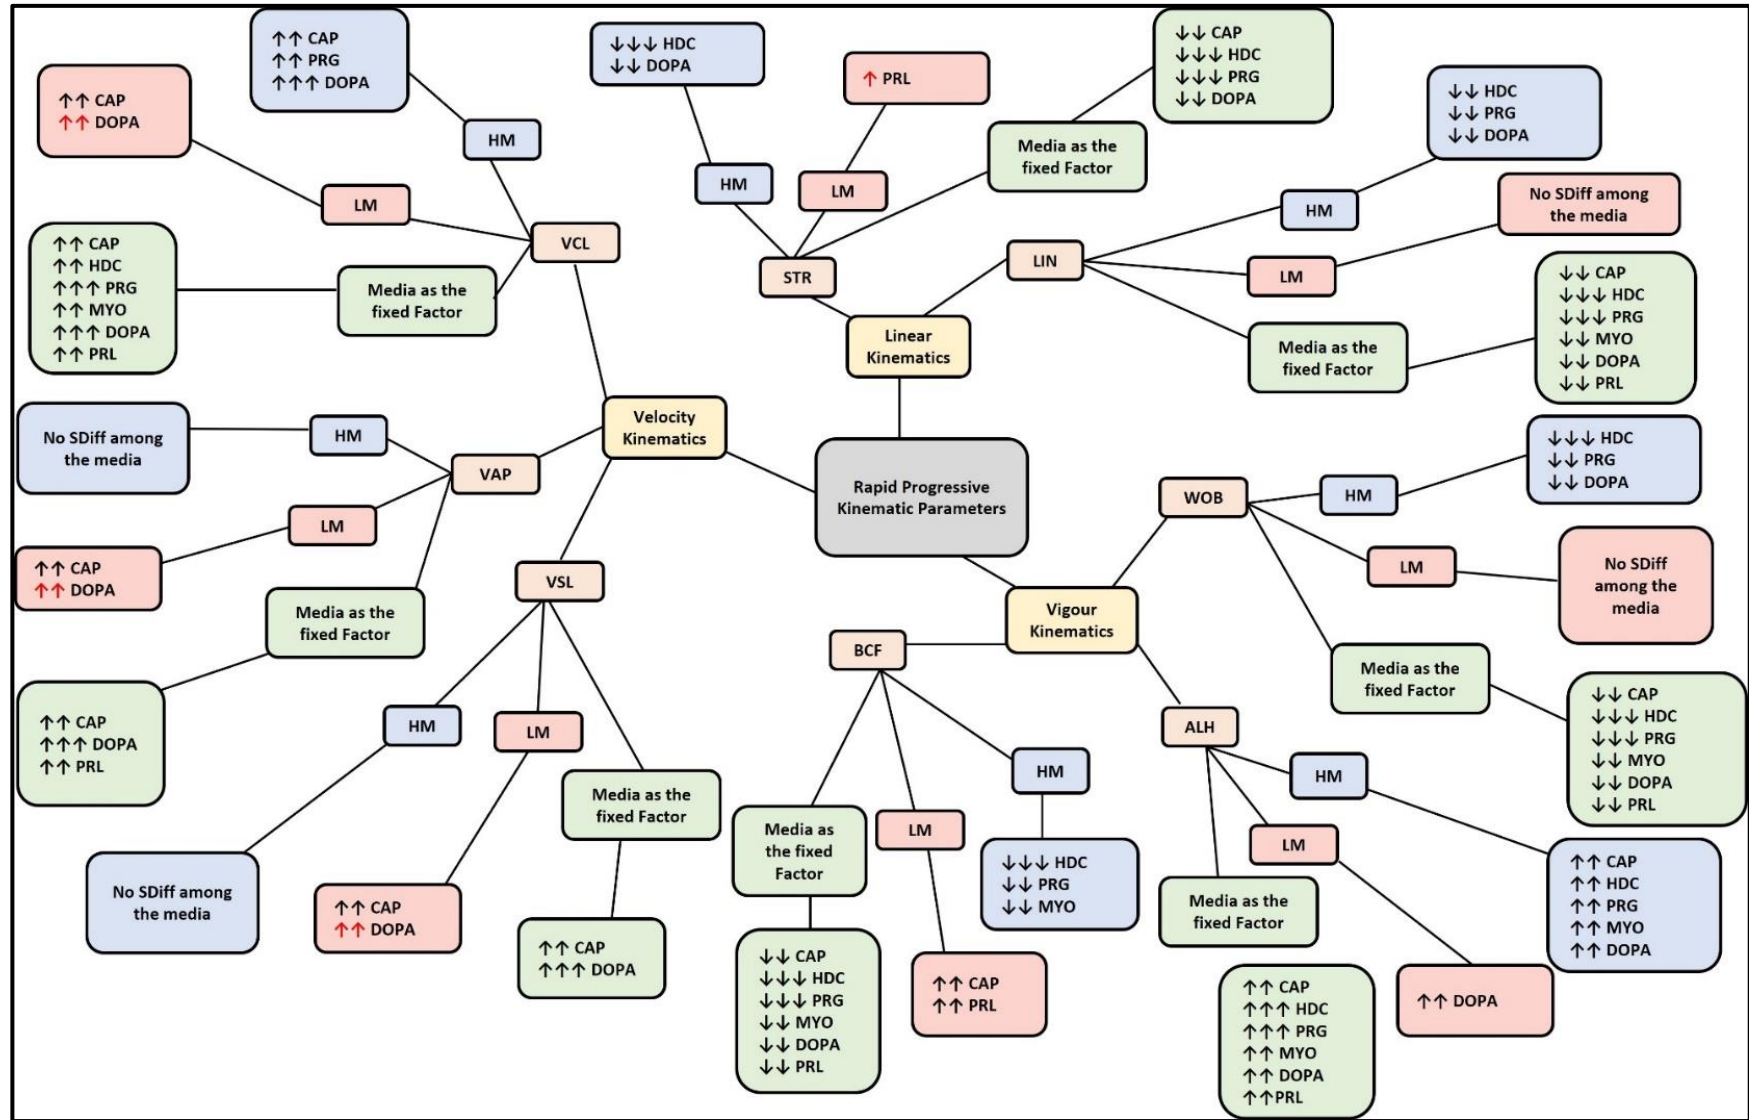 Rapid Progressive
Kinematic Parameters
Velocity
Kinematics
VCL
HM
↑↑ CAP
↑↑ PRG
↑↑↑ DOPA
LM
↑↑ CAP
↑↑ DOPA
Media as the
fixed Factor
↑↑ CAP
↑↑ HDC
↑↑↑ PRG
↑↑ MYO
↑↑↑ DOPA
↑↑ PRL
VAP
HM
No SDiff among
the media
LM
↑↑ CAP
↑↑ DOPA
Media as the
fixed Factor
↑↑ CAP
↑↑↑ DOPA
↑↑ PRL
VSL
HM
No SDiff among
the media
LM
↑↑ CAP
↑↑ DOPA
Media as the
fixed Factor
↑↑ CAP
↑↑↑ DOPA
Linear
Kinematics
STR
HM
↓↓↓ HDC
↓↓ DOPA
LM
↑ PRL
Media as the
fixed Factor
↓↓ CAP
↓↓↓ HDC
↓↓↓ PRG
↓↓ DOPA
LIN
HM
↓↓ HDC
↓↓ PRG
↓↓ DOPA
LM
No SDiff among
the media
Media as the
fixed Factor
↓↓ CAP
↓↓↓ HDC
↓↓↓ PRG
↓↓ MYO
↓↓ DOPA
↓↓ PRL
Vigour
Kinematics
WOB
HM
↓↓↓ HDC
↓↓ PRG
↓↓ DOPA
LM
No SDiff
among the
media
Media as the
fixed Factor
↓↓ CAP
↓↓↓ HDC
↓↓↓ PRG
↓↓ MYO
↓↓ DOPA
↓↓ PRL
ALH
HM
↑↑ CAP
↑↑ HDC
↑↑ PRG
↑↑ MYO
↑↑ DOPA
LM
↑↑ DOPA
Media as the
fixed Factor
↑↑ CAP
↑↑↑ HDC
↑↑↑ PRG
↑↑ MYO
↑↑ DOPA
↑↑PRL
BCF
HM
↓↓↓ HDC
↓↓ PRG
↓↓ MYO
LM
↑↑ CAP
↑↑ PRL
Media as
the fixed
Factor
↓↓ CAP
↓↓↓ HDC
↓↓↓ PRG
↓↓ MYO
↓↓ DOPA
↓↓ PRL